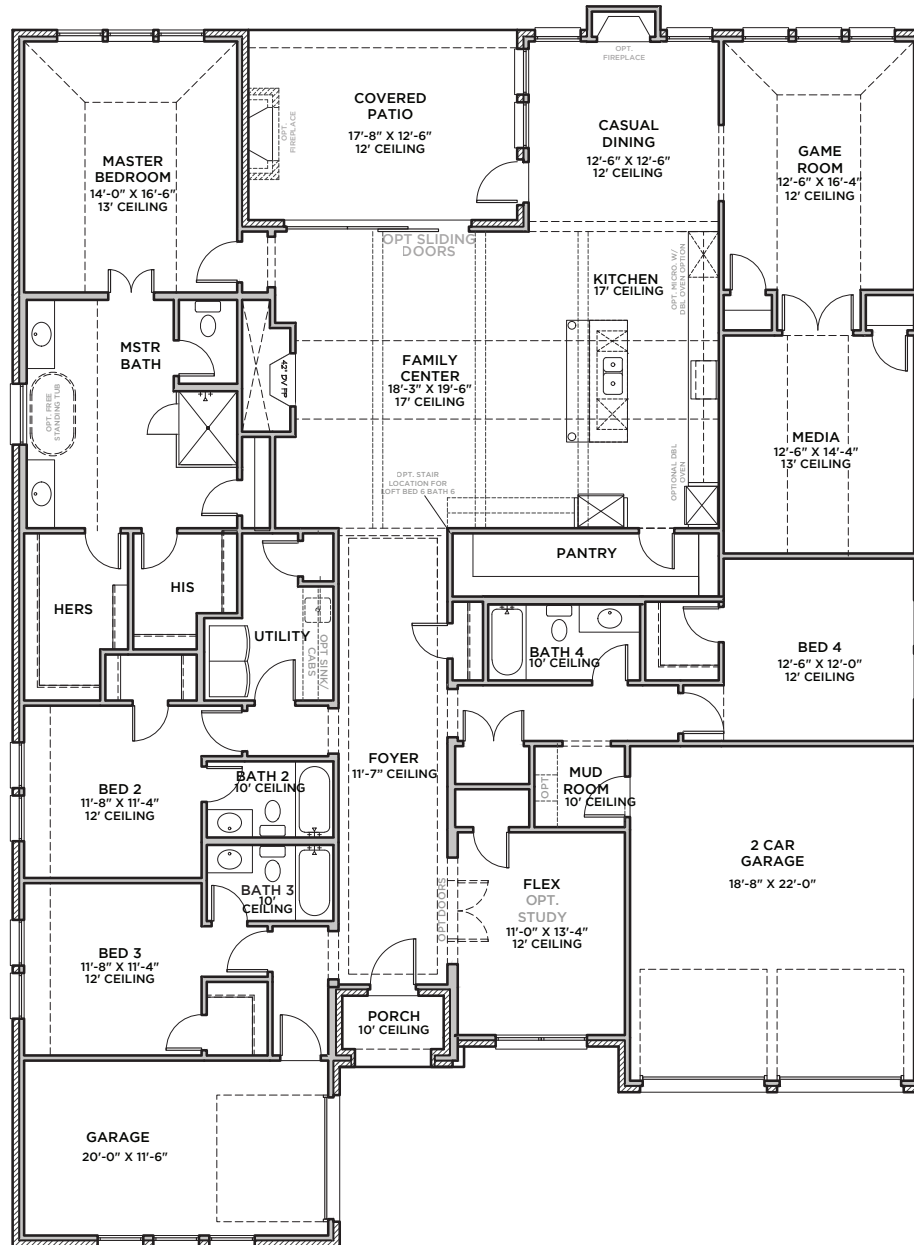 OPT.
FIREPLACE
COVERED
PATIO
17'-8" X 12'-6"
12' CEILING
OPT.
FIREPLACE
CASUAL
DINING
12'-6" X 12'-6"
12' CEILING
GAME
ROOM
12'-6" X 16'-4"
12' CEILING
MASTER
BEDROOM
14'-0" X 16'-6"
13' CEILING
OPT SLIDING
DOORS
KITCHEN
17' CEILING
OPT. MICRO. W/
DBL OVEN OPTION
MSTR
BATH
OPT. FREE
STANDING TUB
42" DV FP
FAMILY
CENTER
18'-3" X 19'-6"
17' CEILING
MEDIA
12'-6" X 14'-4"
13' CEILING
OPTIONAL DBL
OVEN
OPT. STAIR
LOCATION FOR
LOFT BED 6 BATH 6
PANTRY
HERS
HIS
UTILITY
OPT SINK/
CABS
BATH 4
10' CEILING
BED 4
12'-6" X 12'-0"
12' CEILING
FOYER
11'-7" CEILING
BED 2
11'-8" X 11'-4"
12' CEILING
BATH 2
10' CEILING
MUD
ROOM
10' CEILING
OPT.
2 CAR
GARAGE
18'-8" X 22'-0"
BATH 3
10'
CEILING
OPT DOORS
FLEX
OPT.
STUDY
11'-0" X 13'-4"
12' CEILING
BED 3
11'-8" X 11'-4"
12' CEILING
PORCH
10' CEILING
GARAGE
20'-0" X 11'-6"